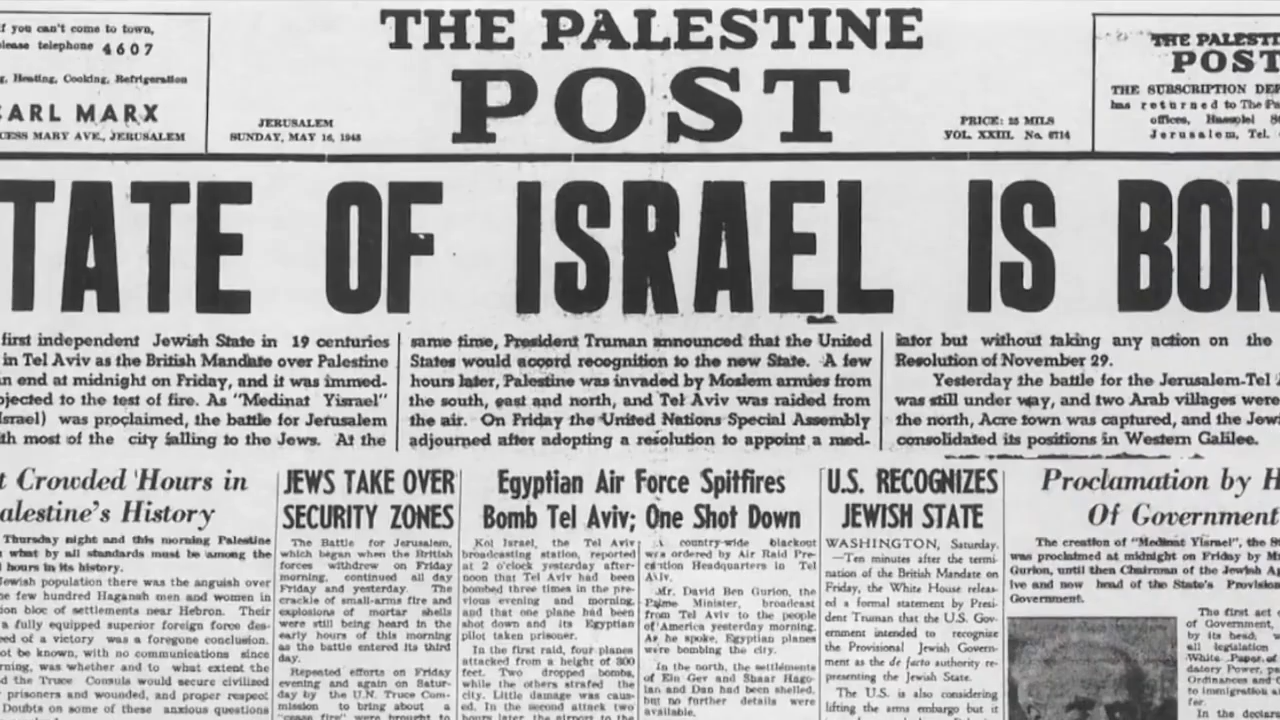 if you can't come to town,
please telephone 4607
Heating, Cooking, Refrigeration
CARL MARX
MARY AVE., JERUSALEM
THE PALESTINE
POST
JERUSALEM
SUNDAY, MAY 16, 1948
PRICE: 25 MILS
VOL. XXIII. No. 6714
THE PALESTI
POST
THE SUBSCRIPTION DEP
has returned to The Pa
offices, Hassolel S
Jerusalem, Tel.
TATE OF ISRAEL IS BOR
first independent Jewish State in 19 centuries
in Tel Aviv as the British Mandate over Palestine
an end at midnight on Friday, and it was immed-
bjected to the test of fire. As "Medinat Yisrael"
Israel) was proclaimed, the battle for Jerusalem
th most of the city falling to the Jews. At the
same time, President Truman announced that the United
States would accord recognition to the new State. A few
hours later, Palestine was invaded by Moslem armies from
the south, east and north, and Tel Aviv was raided from
the air. On Friday the United Nations Special Assembly
adjourned after adopting a resolution to appoint a med-
iator but without taking any action on the
Resolution of November 29.
Yesterday the battle for the Jerusalem-Tel
was still under way, and two Arab villages were
the north, Acre town was captured, and the Jew
consolidated its positions in Western Galilee.
t Crowded Hours in
alestine's History
Thursday night and this morning Palestine
what by all standards must be among the
hours in its history.
Jewish population there was the anguish over
he few hundred Haganah men and women in
ion bloc of settlements near Hebron. Their
a fully equipped superior foreign force des-
eed of a victory was a foregone conclusion.
not be known, with no communications since
rning, was whether and to what extent the
d the Truce Consuls would secure civilized
prisoners and wounded, and proper respect
Doubts on some of these anxious questions
JEWS TAKE OVER
SECURITY ZONES
The Battle for Jerusalem,
which began when the British
forces withdrew on Friday
morning, continued all day
Friday and yesterday. The
crackle of small-arms fire and
explosions of mortar shells
were still being heard in the
early hours of this morning
as the battle entered its third
day.
Repeated efforts on Friday
evening and again on Satur-
day by the U.N. Truce Com-
mission to bring about a
"cease fire" were brought to
Egyptian Air Force Spitfires
Bomb Tel Aviv; One Shot Down
Kol Israel, the Tel Aviv
broadcasting station, reported
at 2 o'clock yesterday after-
noon that Tel Aviv had been
bombed three times in the pre-
vious evening and morning,
and that one plane had been
shot down and its Egyptian
pilot taken prisoner.
In the first raid, four planes
attacked from a height of 300
feet. Two dropped bombs,
while the others strafed the
city. Little damage was caus-
ed. In the second attack two
hours later, the airport to the
A country-wide blackout
was ordered by Air Raid Pre-
caution Headquarters in Tel
Aviv.
Mr. David Ben Gurion, the
Prime Minister, broadcast
from Tel Aviv to the people
of America yesterday morning.
As he spoke, Egyptian planes
were bombing the city.
In the north, the settlements
of Ein Gev and Shaar Hago-
lan and Dan had been shelled,
but no further details were
available.
U.S. RECOGNIZES
JEWISH STATE
WASHINGTON, Saturday.
—Ten minutes after the termi-
nation of the British Mandate on
Friday, the White House releas-
ed a formal statement by Presi-
dent Truman that the U.S. Gov-
ernment intended to recognize
the Provisional Jewish Govern-
ment as the de facto authority re-
presenting the Jewish State.
The U.S. is also considering
lifting the arms embargo but it
Proclamation by H
Of Government
The creation of "Medinat Yisrael", the St
was proclaimed at midnight on Friday by M
Gurion, until then Chairman of the Jewish Ag
ive and now head of the State's Provision
Government.
The first act
of Government,
by its head,
all legislation
White Paper of
datory Power, pa
Ordinances and
to immigration a
fer.
In the declara